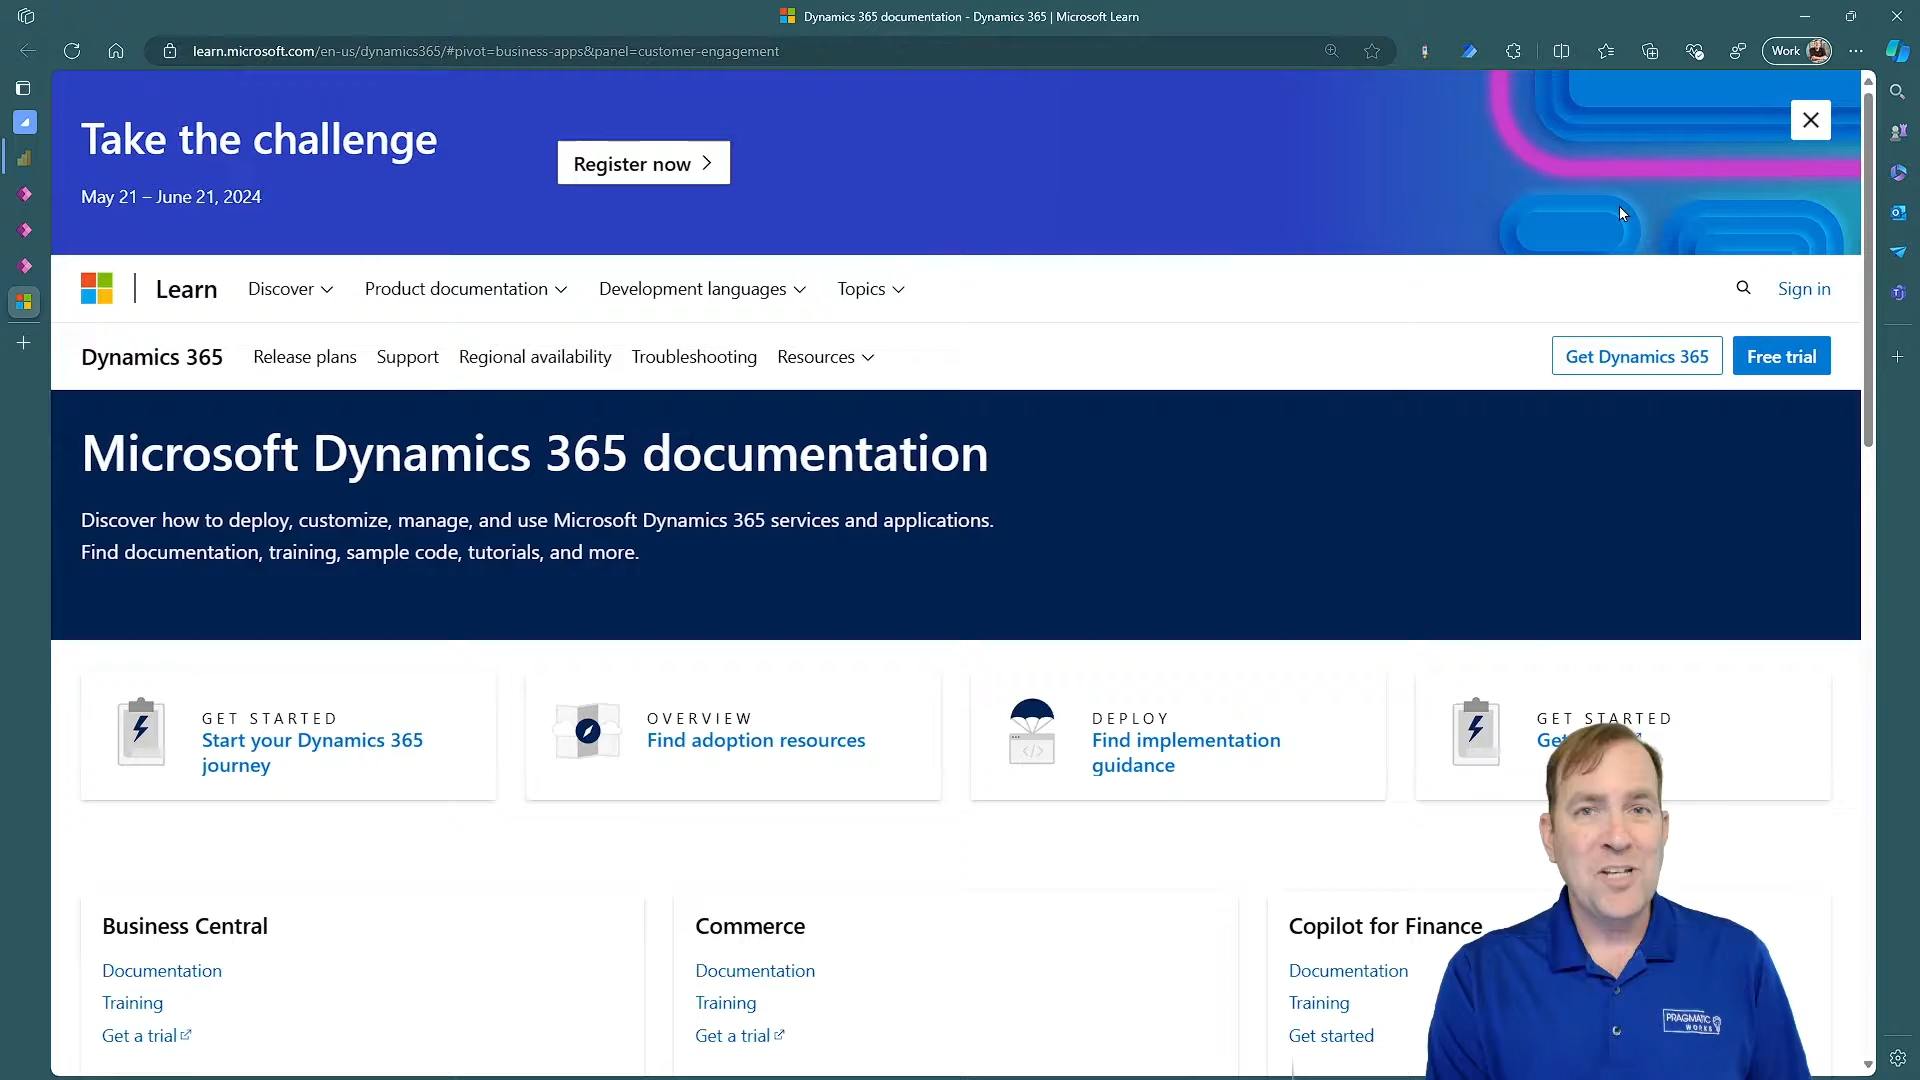 Dynamics 365 documentation - Dynamics 365 | Microsoft Learn
learn.microsoft.com/en-us/dynamics365/#pivot=business-apps&panel=customer-engagement
Work
Take the challenge
May 21 – June 21, 2024
Register now
Learn
Discover
Product documentation
Development languages
Topics
Sign in
Dynamics 365
Release plans
Support
Regional availability
Troubleshooting
Resources
Get Dynamics 365
Free trial
Microsoft Dynamics 365 documentation
Discover how to deploy, customize, manage, and use Microsoft Dynamics 365 services and applications.
Find documentation, training, sample code, tutorials, and more.
GET STARTED
Start your Dynamics 365
journey
OVERVIEW
Find adoption resources
DEPLOY
Find implementation
guidance
GET STARTED
Business Central
Documentation
Training
Get a trial
Commerce
Documentation
Training
Get a trial
Copilot for Finance
Documentation
Training
Get started
PRAGMATIC
WORKS